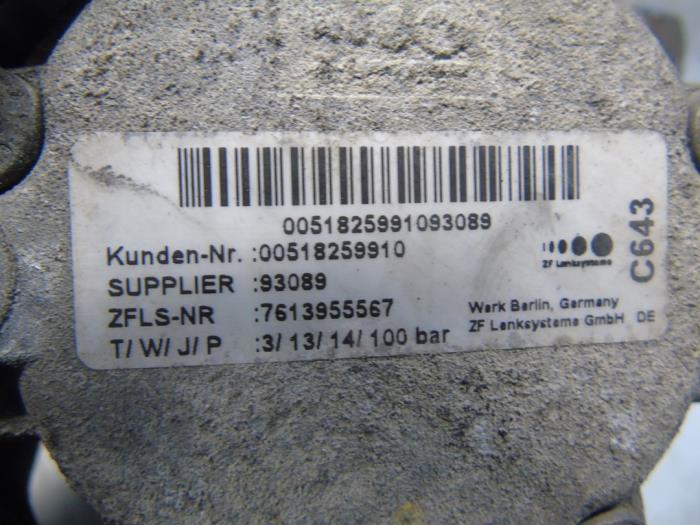 0051825991093089
Kunden-Nr. :00518259910
ZF Lenksysteme
C643
SUPPLIER :93089
ZFLS-NR :7613955567
Werk Berlin, Germany
T/ W/ J/ P :3/ 13/ 14/ 100 bar
ZF Lenksysteme GmbH DE